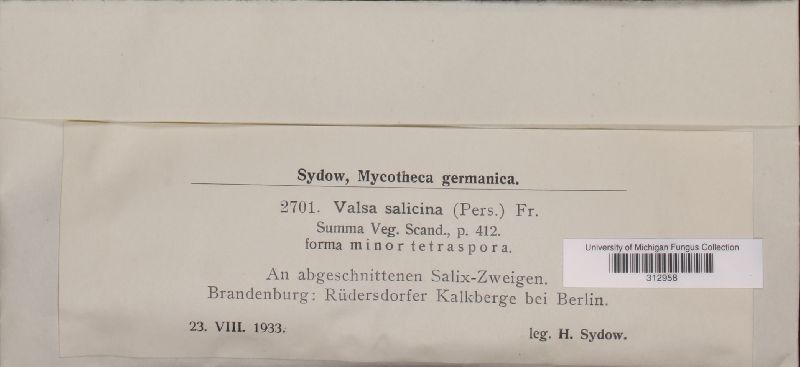 Sydow, Mycotheca germanica.
2701. Valsa salicina (Pers.) Fr.
Summa Veg. Scand., p. 412.
forma minor tetraspora.
University of Michigan Fungus Collection
312958
An abgeschnittenen Salix-Zweigen.
Brandenburg: Rüdersdorfer Kalkberge bei Berlin.
23. VIII. 1933.
leg. H. Sydow.